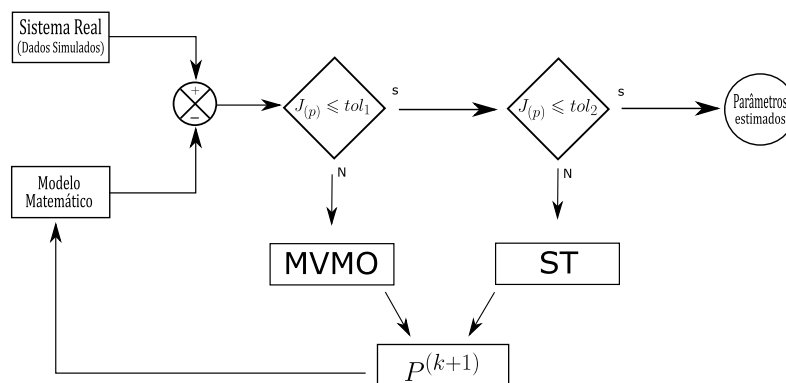 Sistema Real
(Dados Simulados)
+
−
J(p) ⩽ tol1
s
J(p) ⩽ tol2
s
Parâmetros
estimados
N
N
Modelo
Matemático
MVMO
ST
P(k+1)